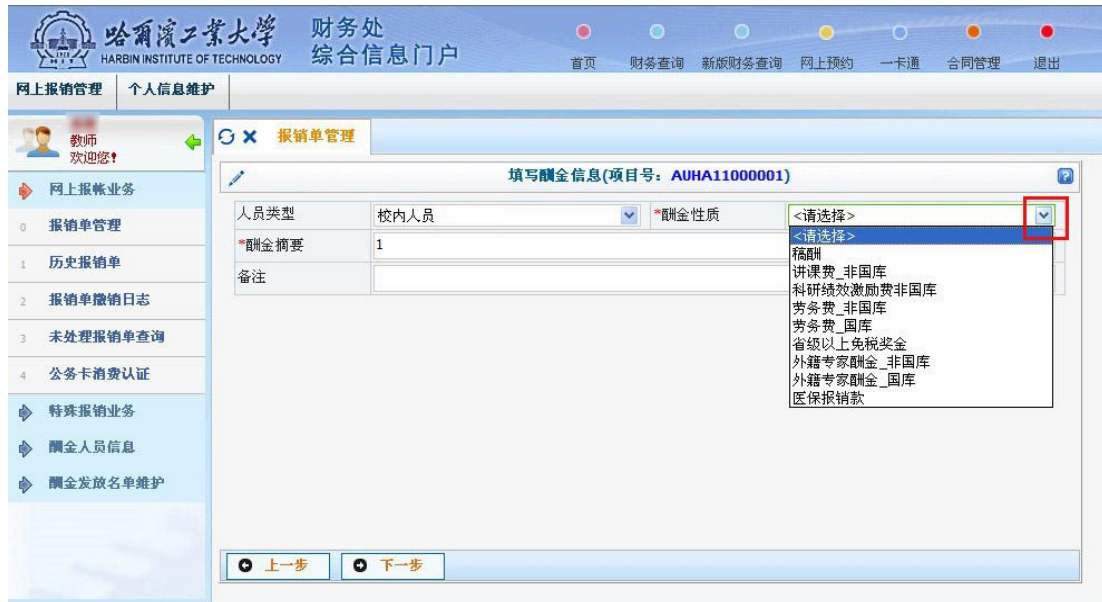 哈爾濱工業大學
HARBIN INSTITUTE OF TECHNOLOGY
财务处
综合信息门户
首页 财务查询 新版财务查询 网上预约 一卡通 合同管理 退出
网上报销管理 个人信息维护
教师
欢迎您!
报销单管理
填写酬金信息(项目号: AUHA11000001)
网上报帐业务
0 报销单管理
1 历史报销单
2 报销单撤销日志
3 未处理报销单查询
4 公务卡消费认证
特殊报销业务
酬金人员信息
酬金发放名单维护
人员类型 校内人员 *酬金性质 <请选择>
*酬金摘要 1
备注
<请选择>
稿酬
讲课费_非国库
科研绩效激励费非国库
劳务费_非国库
劳务费_国库
省级以上免税奖金
外籍专家酬金_非国库
外籍专家酬金_国库
医保报销款
上一步 下一步